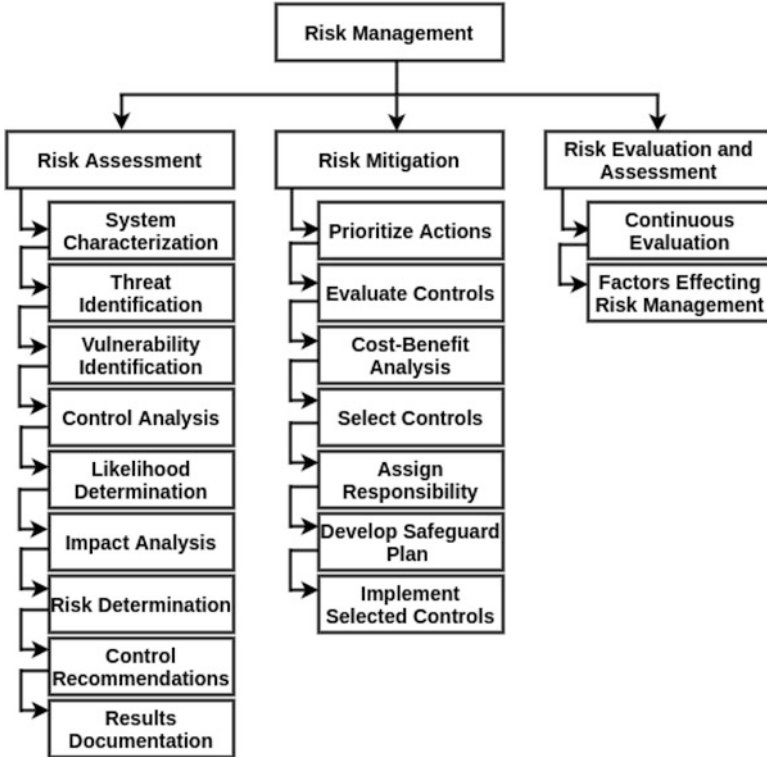 Risk Management
Risk Assessment
System
Characterization
Threat
Identification
Vulnerability
Identification
Control Analysis
Likelihood
Determination
Impact Analysis
Risk Determination
Control
Recommendations
Results
Documentation
Risk Mitigation
Prioritize Actions
Evaluate Controls
Cost-Benefit
Analysis
Select Controls
Assign
Responsibility
Develop Safeguard
Plan
Implement
Selected Controls
Risk Evaluation and
Assessment
Continuous
Evaluation
Factors Effecting
Risk Management